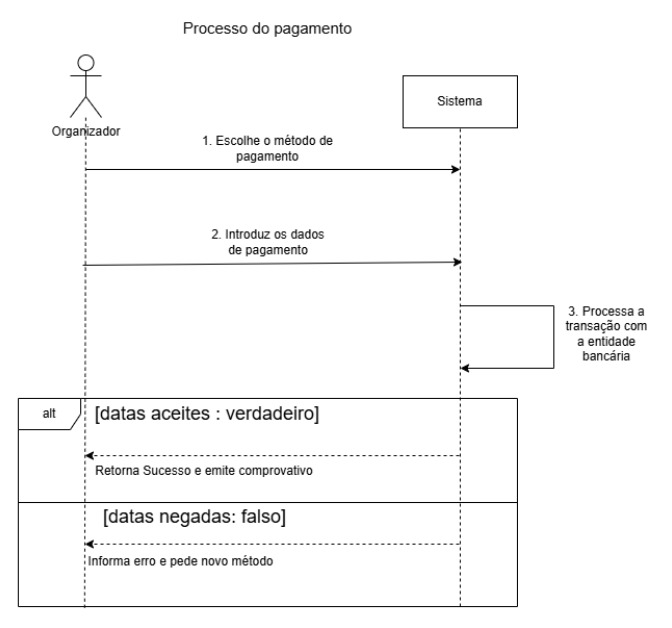 Processo do pagamento
Organizador
Sistema
1. Escolhe o método de
pagamento
2. Introduz os dados
de pagamento
3. Processa a
transação com
a entidade
bancária
alt
[datas aceites : verdadeiro]
Retorna Sucesso e emite comprovativo
[datas negadas: falso]
Informa erro e pede novo método